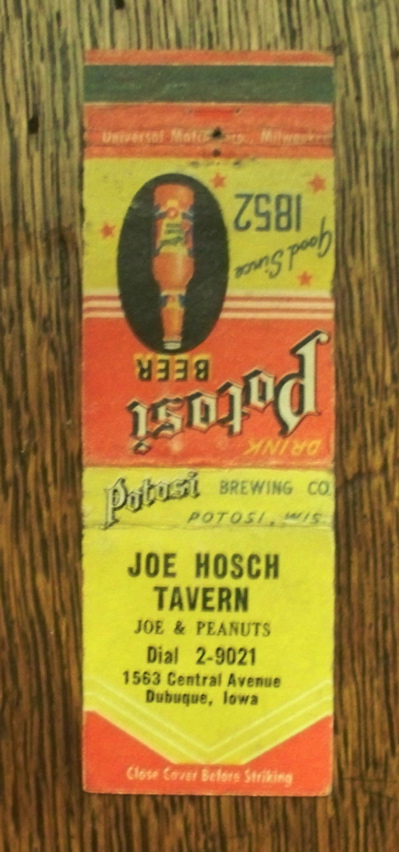 Universal Match Corp., Milwaukee
DRINK
Potosi
BEER
Good Since
1852
Potosi BREWING CO
POTOSI, WIS.
JOE HOSCH
TAVERN
JOE & PEANUTS
Dial 2-9021
1563 Central Avenue
Dubuque, Iowa
Close Cover Before Striking